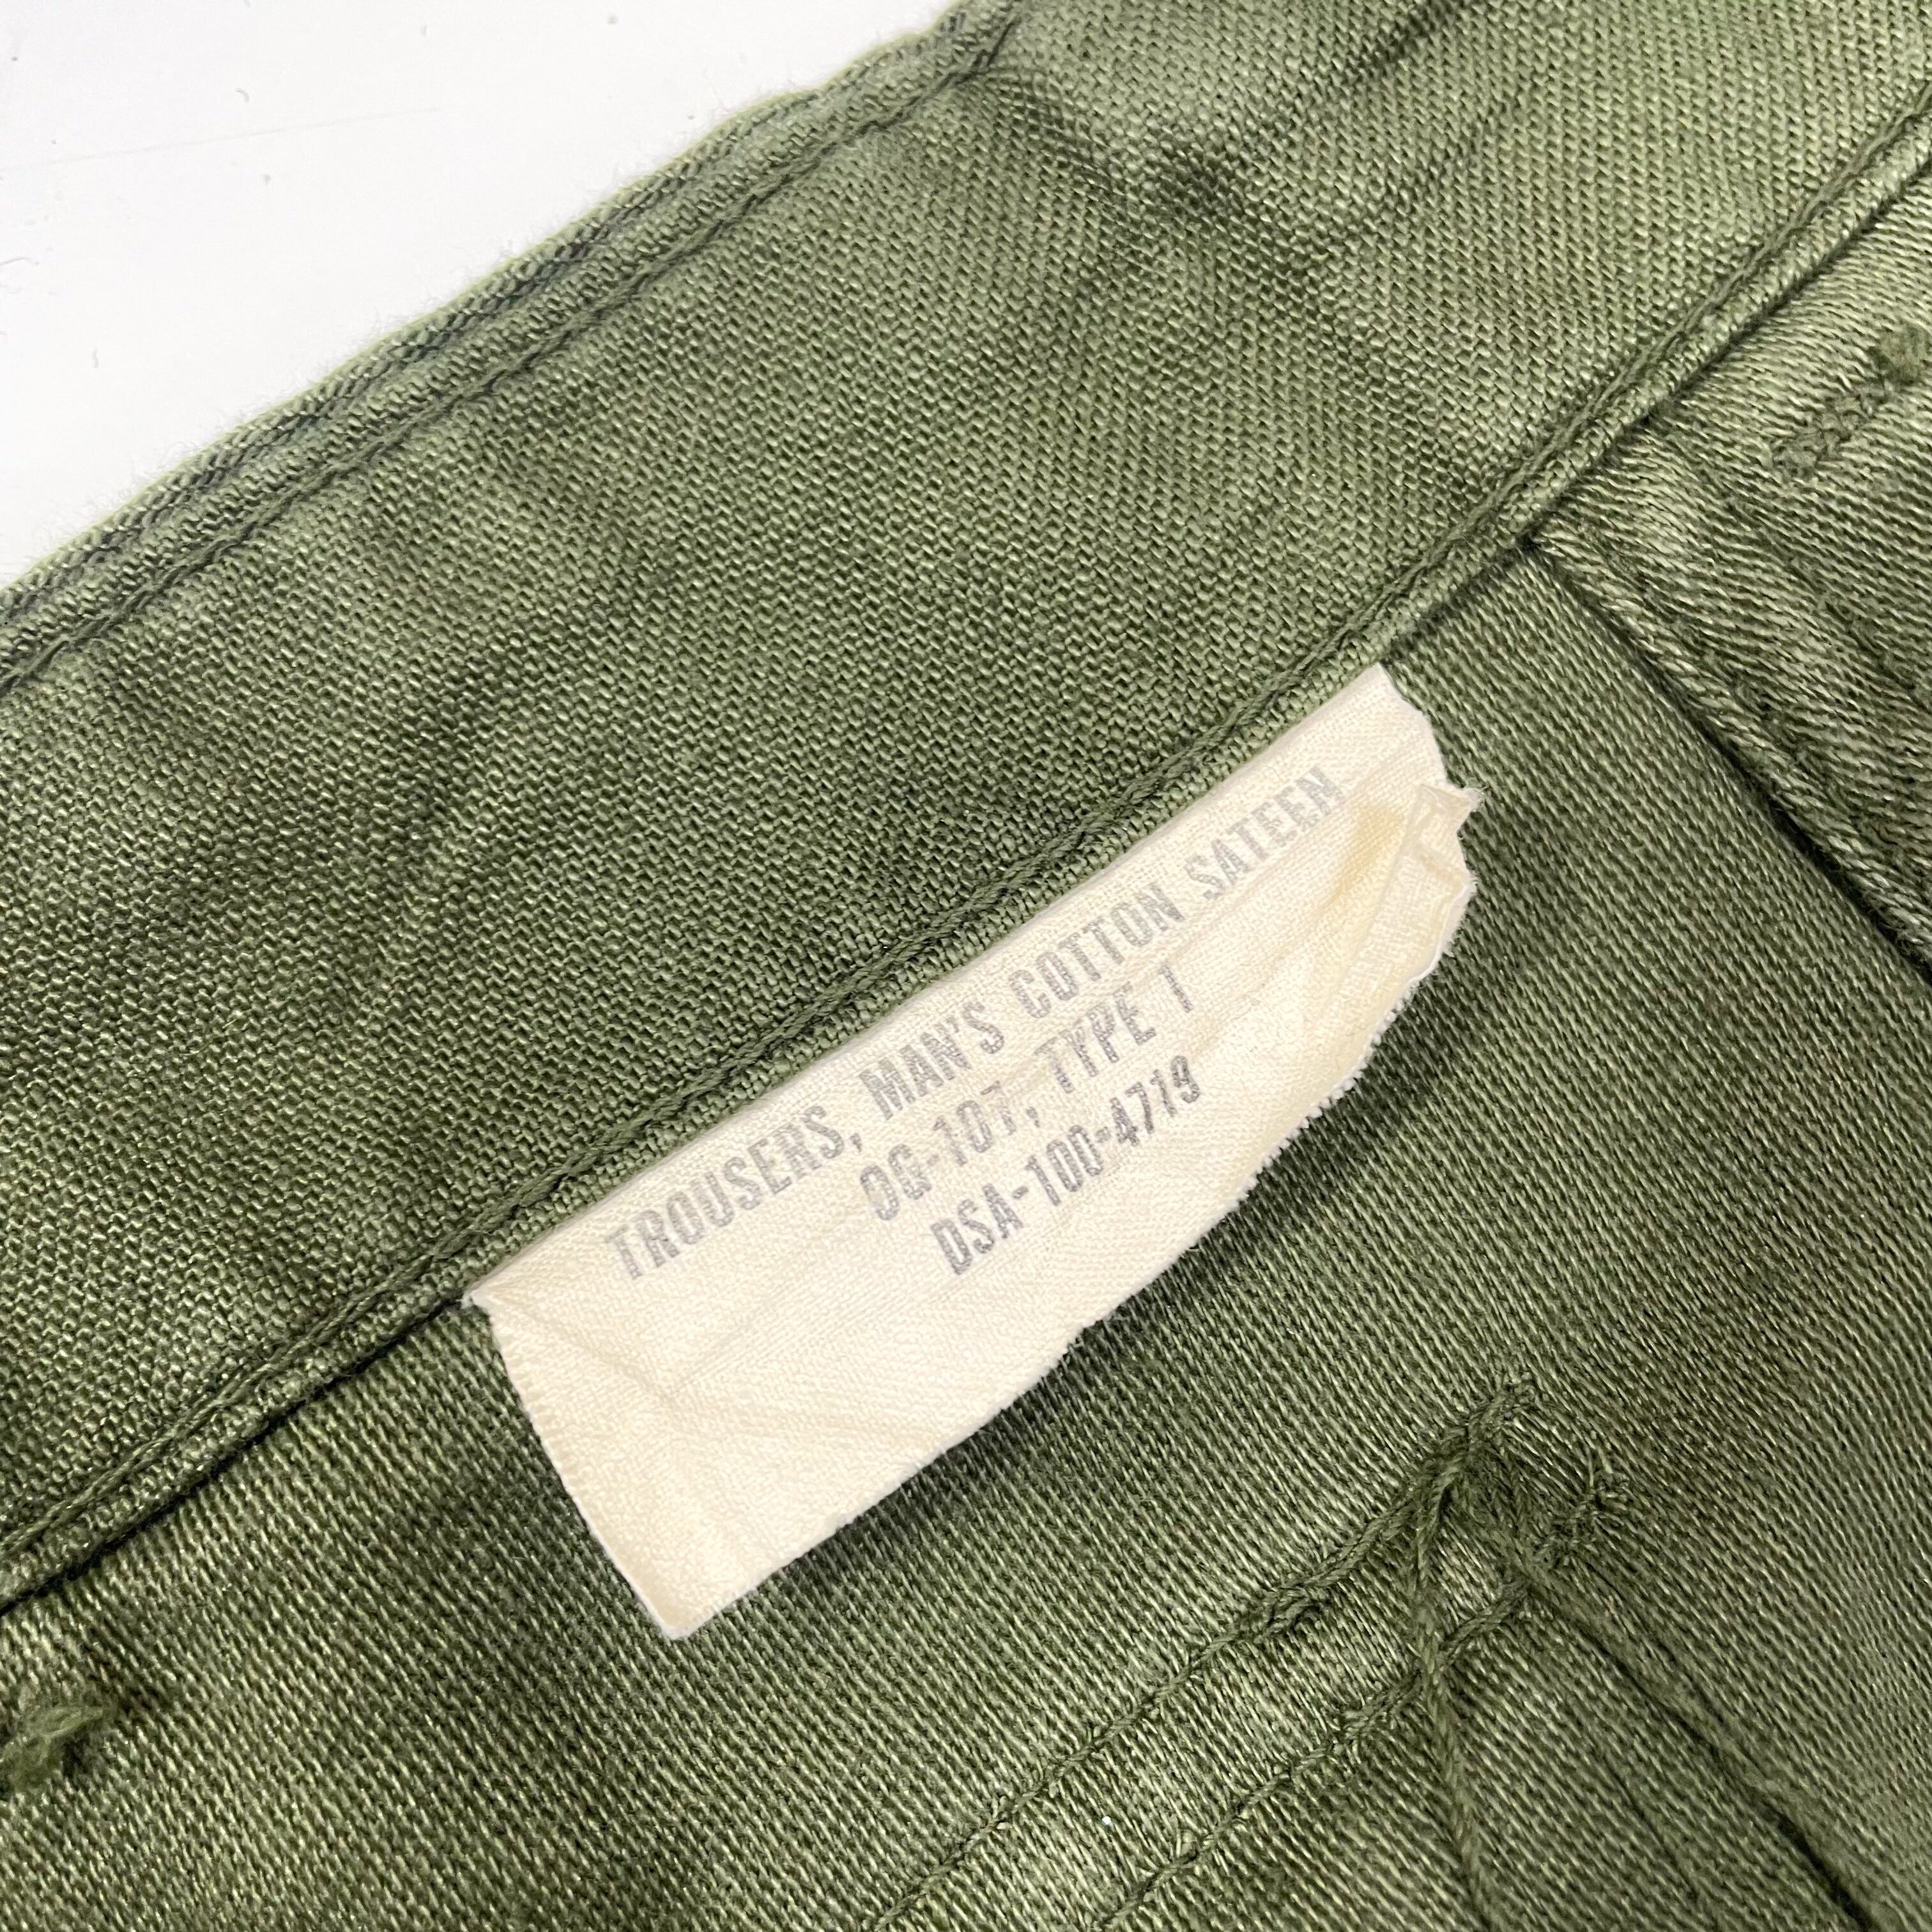 TROUSERS, MAN'S COTTON SATEEN
OG-107, TYPE I
DSA-100-4719